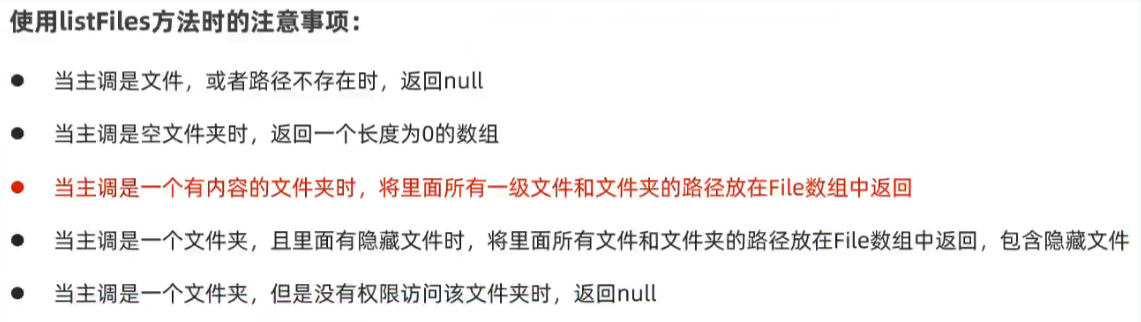 使用listFiles方法时的注意事项：
● 当主调是文件，或者路径不存在时，返回null
● 当主调是空文件夹时，返回一个长度为0的数组
● 当主调是一个有内容的文件夹时，将里面所有一级文件和文件夹的路径放在File数组中返回
● 当主调是一个文件夹，且里面有隐藏文件时，将里面所有文件和文件夹的路径放在File数组中返回，包含隐藏文件
● 当主调是一个文件夹，但是没有权限访问该文件夹时，返回null